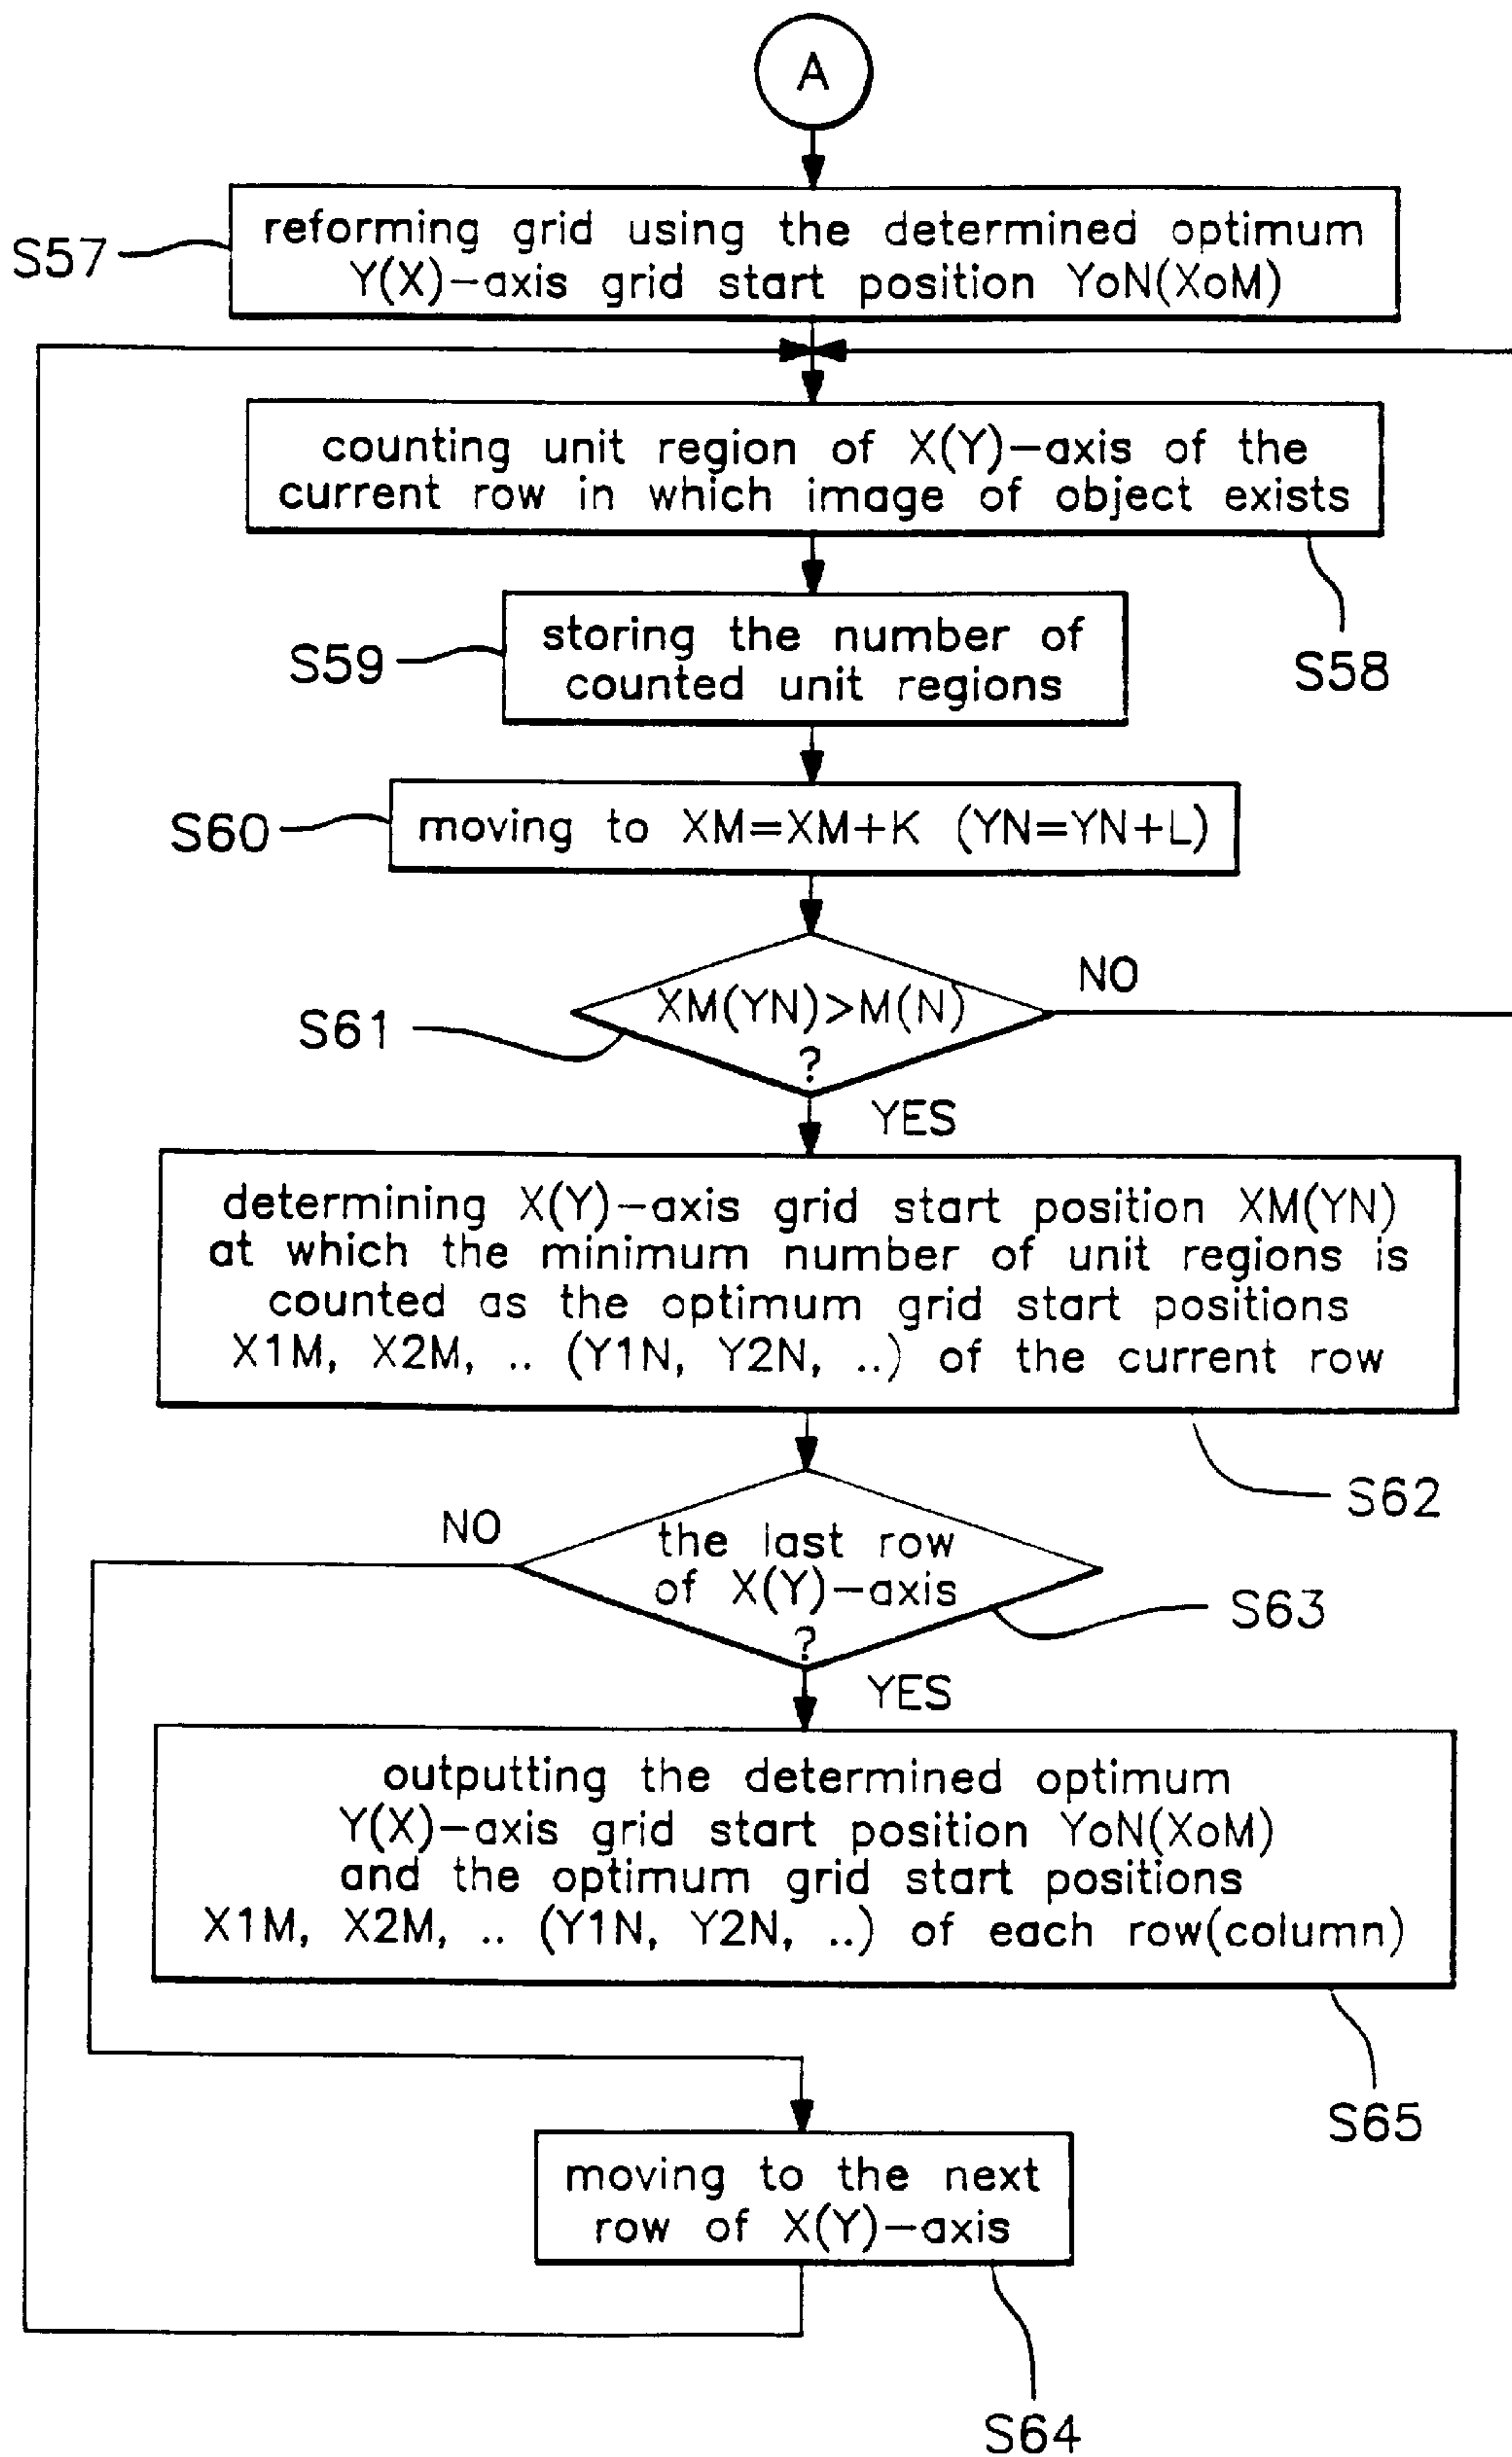 A
S57
reforming grid using the determined optimum
Y(X)-axis grid start position YoN(XoM)
counting unit region of X(Y)-axis of the
current row in which image of object exists
S58
S59
storing the number of
counted unit regions
S60
moving to XM=XM+K (YN=YN+L)
S61
XM(YN)>M(N)
?
NO
YES
determining X(Y)-axis grid start position XM(YN)
at which the minimum number of unit regions is
counted as the optimum grid start positions
X1M, X2M, .. (Y1N, Y2N, ..) of the current row
S62
NO
the last row
of X(Y)-axis
?
S63
YES
outputting the determined optimum
Y(X)-axis grid start position YoN(XoM)
and the optimum grid start positions
X1M, X2M, .. (Y1N, Y2N, ..) of each row(column)
S65
moving to the next
row of X(Y)-axis
S64